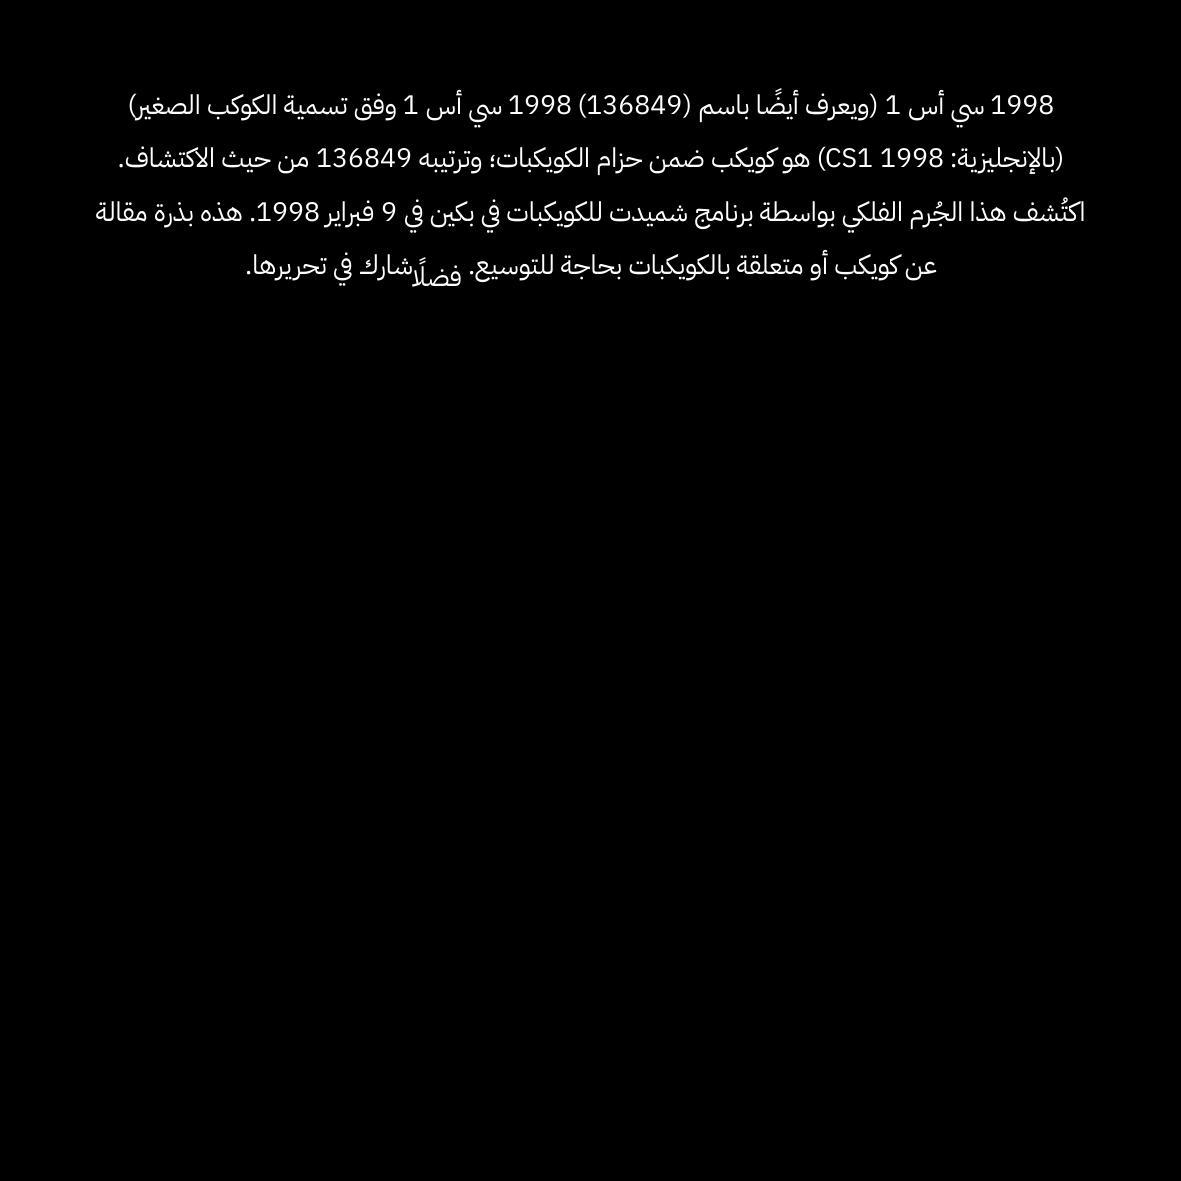 1998 سي أس 1 (ويعرف أيضًا باسم (136849) 1998 سي أس 1 وفق تسمية الكوكب الصغير)
(بالإنجليزية: 1998 CS1) هو كويكب ضمن حزام الكويكبات؛ وترتيبه 136849 من حيث الاكتشاف.
اكتُشف هذا الجُرم الفلكي بواسطة برنامج شميدت للكويكبات في بكين في 9 فبراير 1998. هذه بذرة مقالة
عن كويكب أو متعلقة بالكويكبات بحاجة للتوسيع. فضلًا شارك في تحريرها.